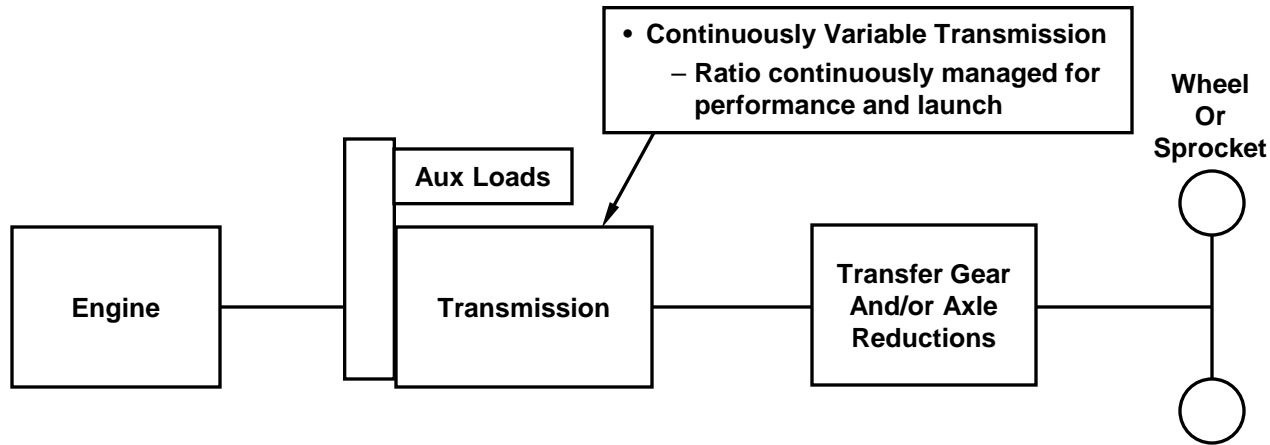 • Continuously Variable Transmission
– Ratio continuously managed for
performance and launch
Wheel
Or
Sprocket
Aux Loads
Engine
Transmission
Transfer Gear
And/or Axle
Reductions